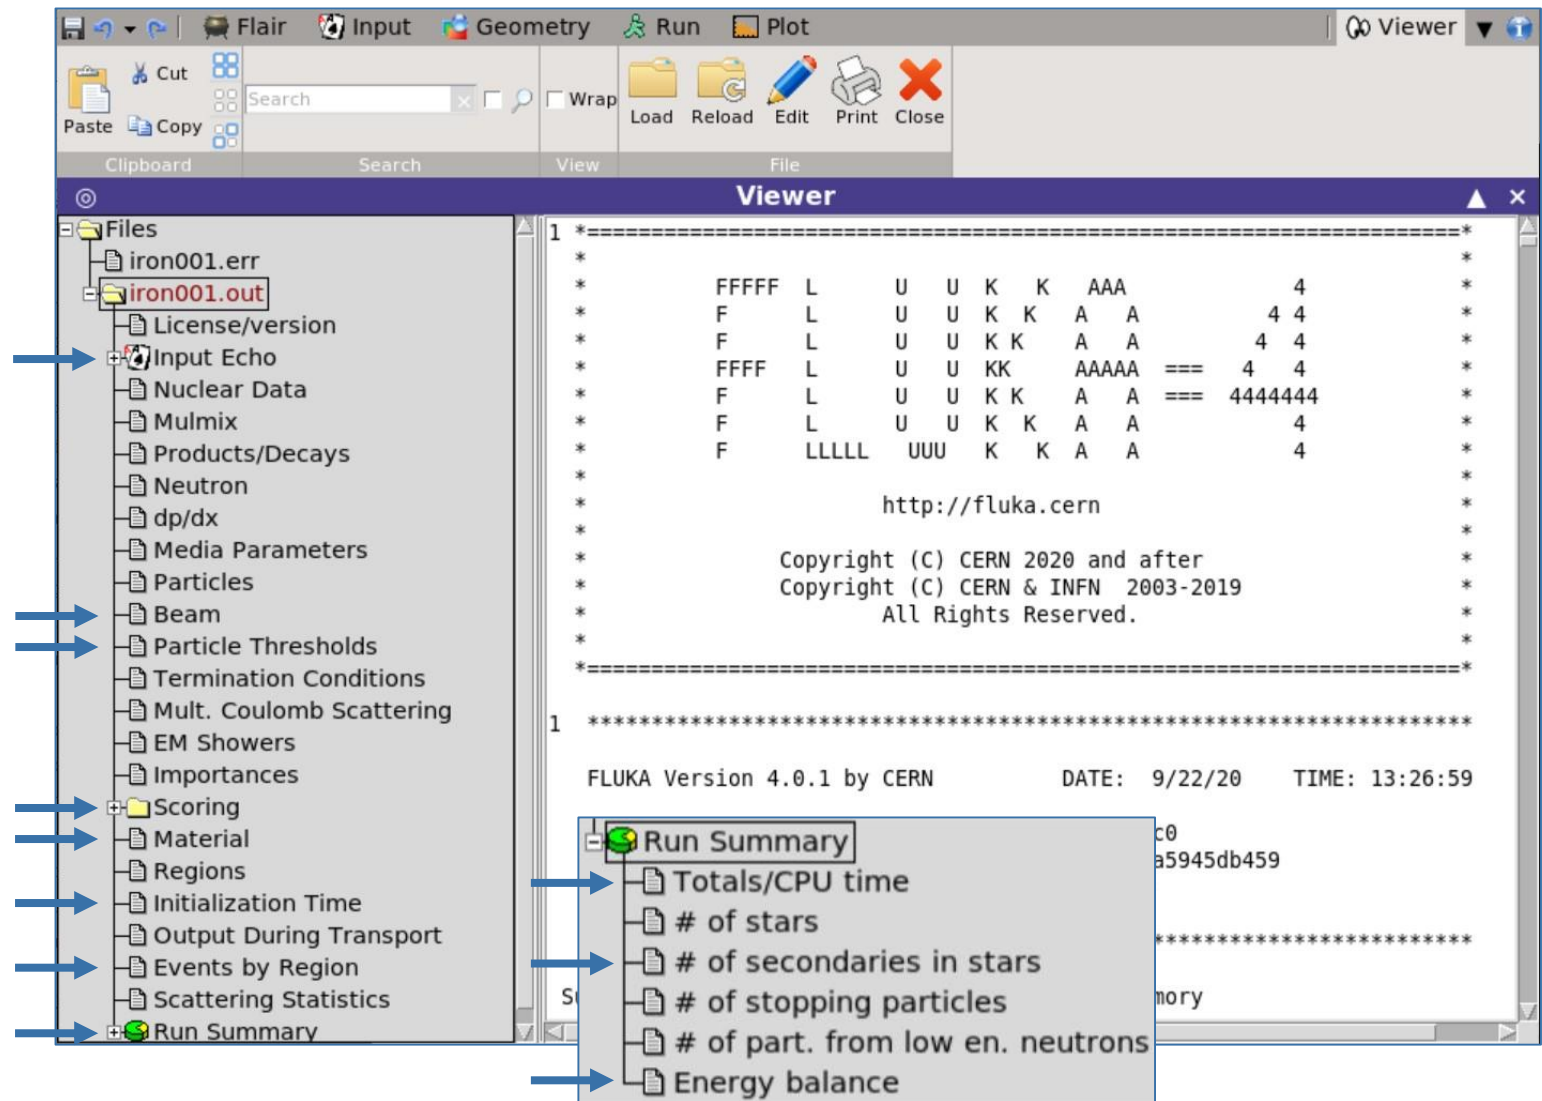 Flair Input Geometry Run Plot Viewer
Cut
Search
Wrap
Paste Copy
Load Reload Edit Print Close
Clipboard Search View File
Viewer
Files
iron001.err
iron001.out
License/version
Input Echo
Nuclear Data
Mulmix
Products/Decays
Neutron
dp/dx
Media Parameters
Particles
Beam
Particle Thresholds
Termination Conditions
Mult. Coulomb Scattering
EM Showers
Importances
Scoring
Material
Regions
Initialization Time
Output During Transport
Events by Region
Scattering Statistics
Run Summary
1 *====================================================================*
* *
* FFFFF L U U K K AAA 4 *
* F L U U K K A A 4 4 *
* F L U U K K A A 4 4 *
* FFFF L U U KK AAAAA === 4 4 *
* F L U U K K A A === 4444444 *
* F L U U K K A A 4 *
* F LLLLL UUU K K A A 4 *
* *
* http://fluka.cern *
* *
* Copyright (C) CERN 2020 and after *
* Copyright (C) CERN & INFN 2003-2019 *
* All Rights Reserved. *
* *
*====================================================================*
1 *********************************************************************
FLUKA Version 4.0.1 by CERN DATE: 9/22/20 TIME: 13:26:59
c0
a5945db459
*************************
Run Summary
Totals/CPU time
# of stars
# of secondaries in stars
# of stopping particles
# of part. from low en. neutrons
Energy balance